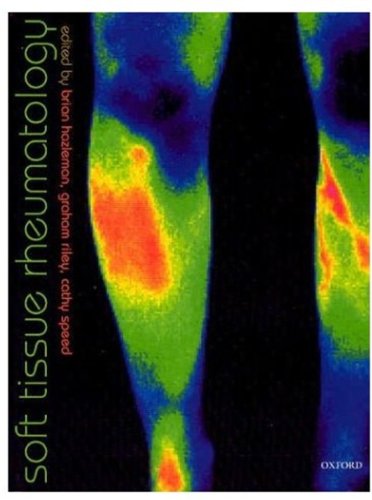 soft tissue rheumatology
edited by brian hazleman, graham riley, cathy speed
OXFORD